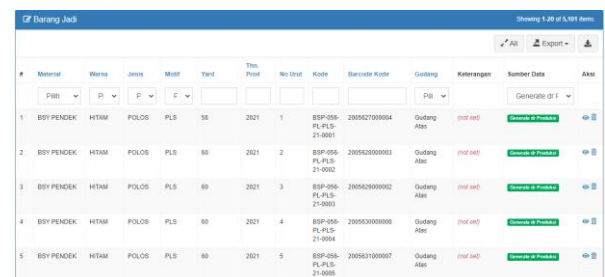 Barang Jadi Showing 1-20 of 5,101 items.
All Export
# Material Warna Jenis Motif Yard Thn. Prod No Urut Kode Barcode Kode Gudang Keterangan Sumber Data Aksi
Pilih P P F Pili Generate dr F
1 BSY PENDEK HITAM POLOS PLS 58 2021 1 BSP-056-PL-PLS-21-0001 2005627000004 Gudang Atas (not set) Generate dr Produksi
2 BSY PENDEK HITAM POLOS PLS 60 2021 2 BSP-056-PL-PLS-21-0002 2005628000003 Gudang Atas (not set) Generate dr Produksi
3 BSY PENDEK HITAM POLOS PLS 60 2021 3 BSP-056-PL-PLS-21-0003 2005629000002 Gudang Atas (not set) Generate dr Produksi
4 BSY PENDEK HITAM POLOS PLS 60 2021 4 BSP-056-PL-PLS-21-0004 2005630000008 Gudang Atas (not set) Generate dr Produksi
5 BSY PENDEK HITAM POLOS PLS 60 2021 5 BSP-056-PL-PLS-21-0005 2005631000007 Gudang Atas (not set) Generate dr Produksi